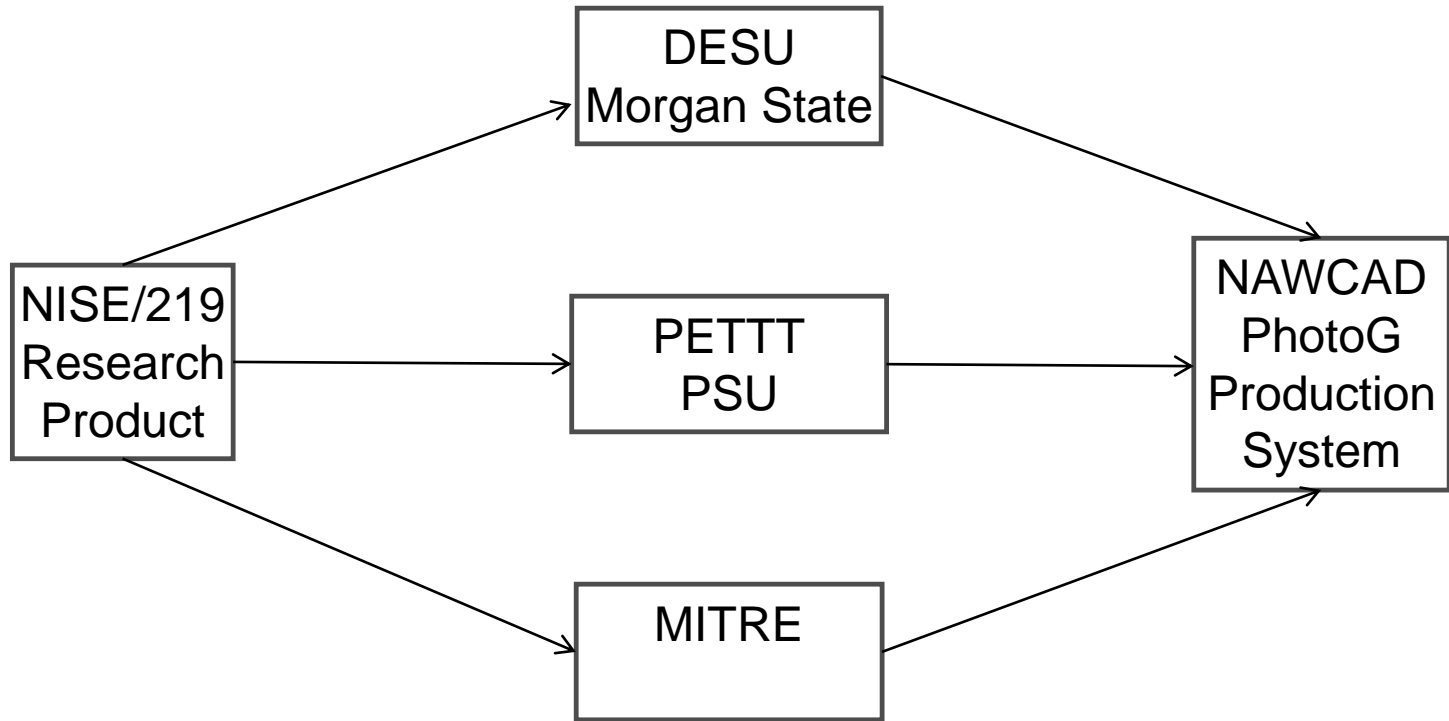 DESU
Morgan State
NISE/219
Research
Product
PETTT
PSU
NAWCAD
PhotoG
Production
System
MITRE